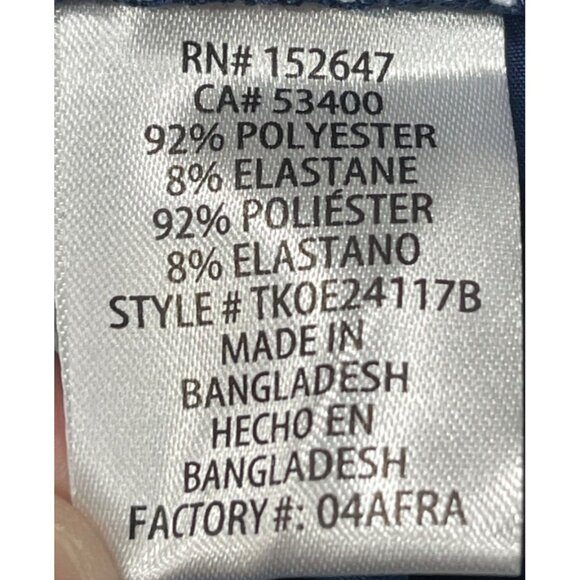 RN# 152647
CA# 53400
92% POLYESTER
8% ELASTANE
92% POLIÉSTER
8% ELASTANO
STYLE # TKOE24117B
MADE IN
BANGLADESH
HECHO EN
BANGLADESH
FACTORY#: 04AFRA